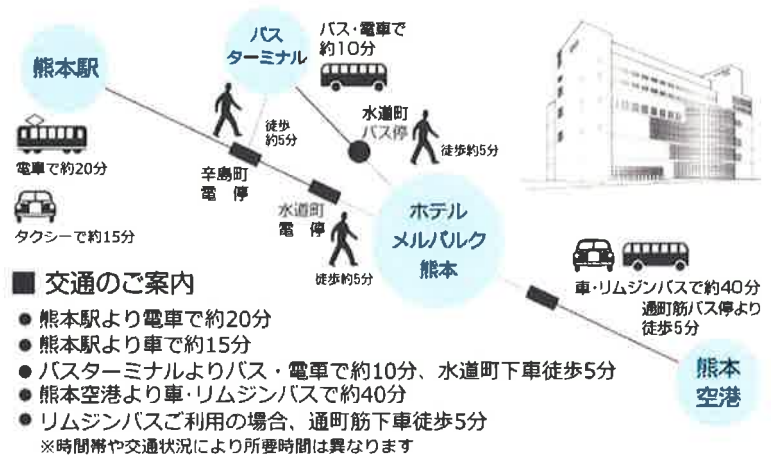 熊本駅
バス
ターミナル
バス・電車で
約10分
水道町
バス停
徒歩約5分
徒歩
約5分
電車で約20分
辛島町
電 停
水道町
電 停
タクシーで約15分
徒歩約5分
ホテル
メルパルク
熊本
車・リムジンバスで約40分
通町筋バス停より
徒歩5分
熊本
空港
■ 交通のご案内
● 熊本駅より電車で約20分
● 熊本駅より車で約15分
● バスターミナルよりバス・電車で約10分、水道町下車徒歩5分
● 熊本空港より車・リムジンバスで約40分
● リムジンバスご利用の場合、通町筋下車徒歩5分
※時間帯や交通状況により所要時間は異なります